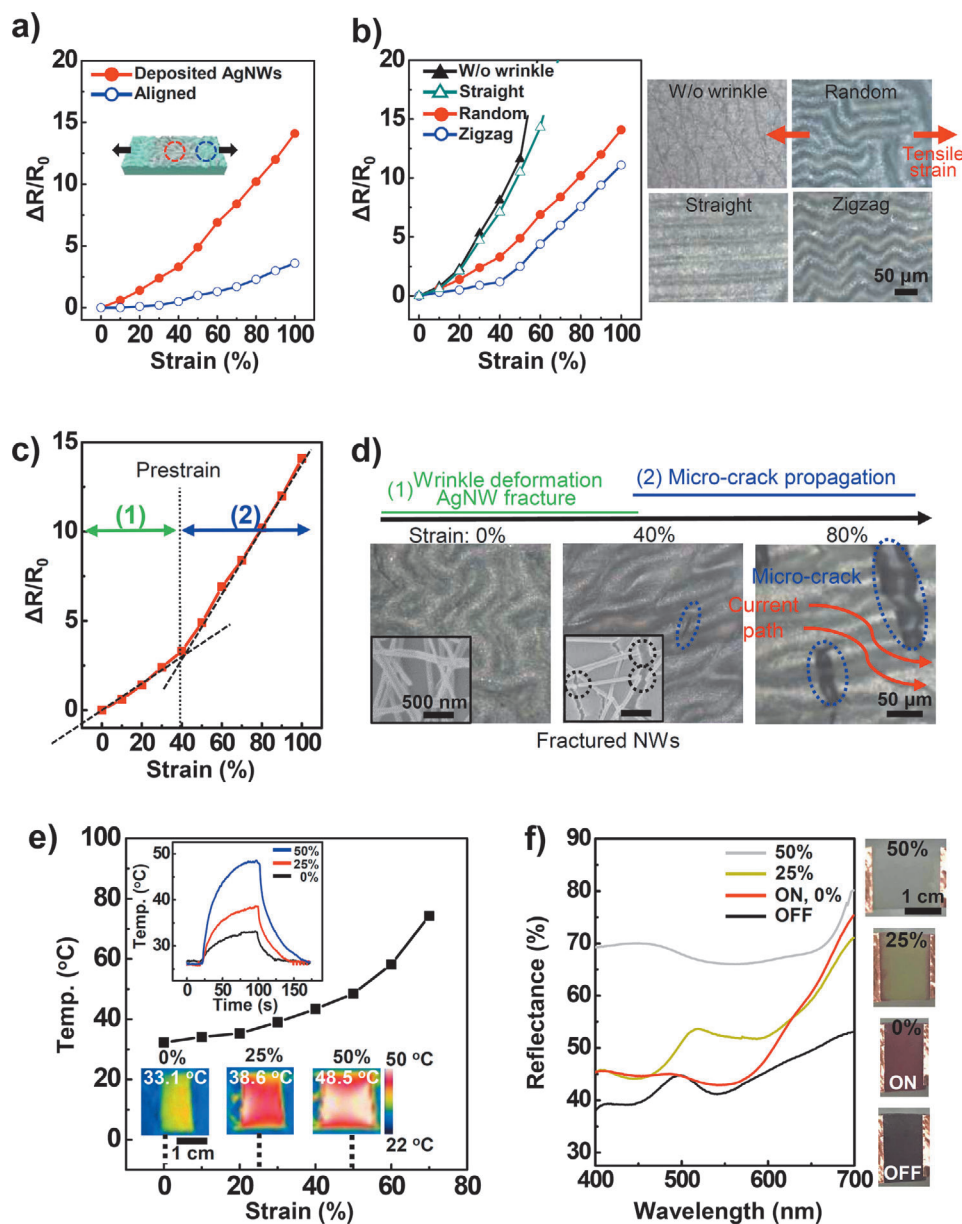 a)
20
15
10
5
0
ΔR/R0
Deposited AgNWs
Aligned
0 20 40 60 80 100
Strain (%)
b)
20
15
10
5
0
ΔR/R0
W/o wrinkle
Straight
Random
Zigzag
0 20 40 60 80 100
Strain (%)
W/o wrinkle
Random
Tensile
strain
Straight
Zigzag
50 μm
c)
15
10
5
0
ΔR/R0
Prestrain
(1)
(2)
0 20 40 60 80 100
Strain (%)
d)
(1) Wrinkle deformation
AgNW fracture
(2) Micro-crack propagation
Strain: 0%
40%
80%
500 nm
Micro-crack
Current
path
50 μm
Fractured NWs
e)
100
80
60
40
20
0
Temp. (oC)
50
40
30
Temp. (oC)
50%
25%
0%
0 50 100 150
Time (s)
0%
33.1 oC
25%
38.6 oC
50%
48.5 oC
50 oC
22 oC
1 cm
0 20 40 60 80
Strain (%)
f)
90
80
70
60
50
40
30
Reflectance (%)
50%
25%
ON, 0%
OFF
400 500 600 700
Wavelength (nm)
50%
1 cm
25%
0%
ON
OFF